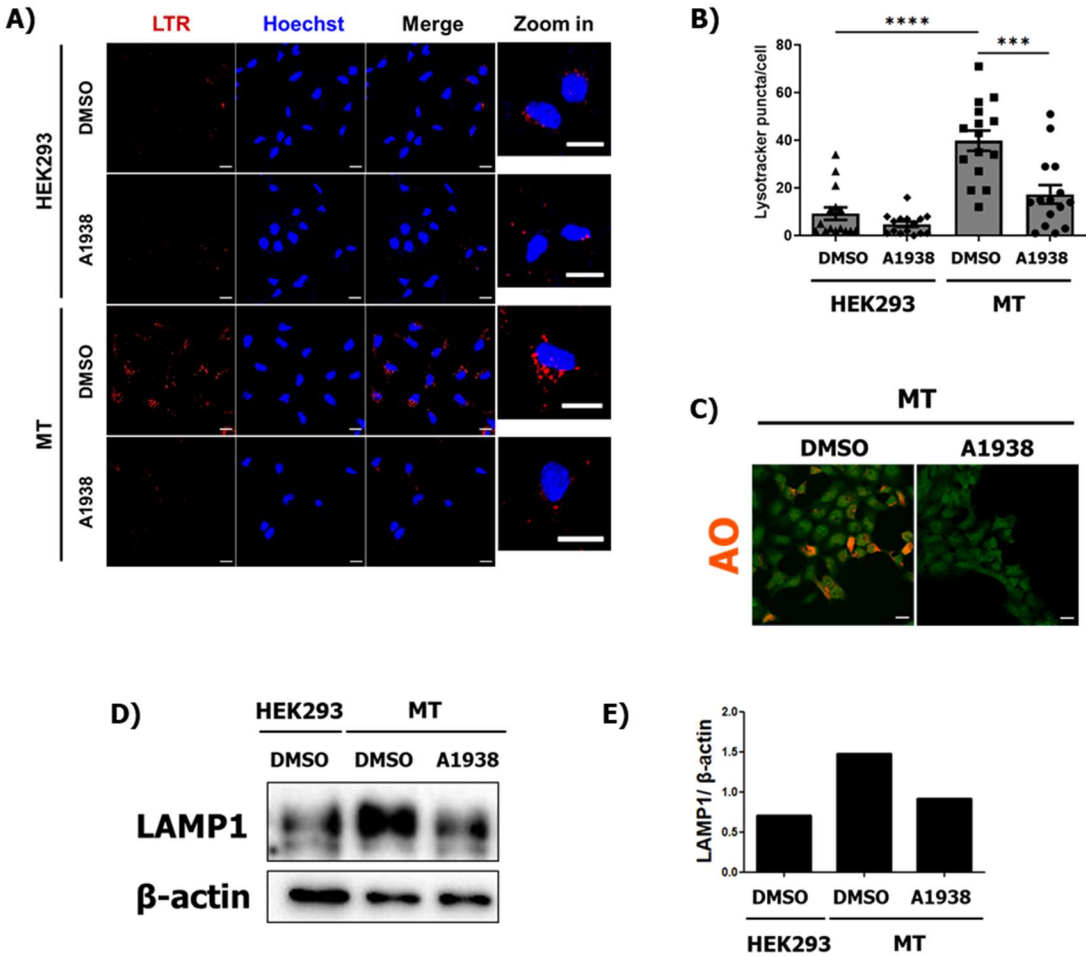 A)
LTR Hoechst Merge Zoom in
HEK293
DMSO
A1938
MT
DMSO
A1938
B)
****
***
Lysotracker puncta/cell
80
60
40
20
0
DMSO A1938 DMSO A1938
HEK293 MT
C)
MT
DMSO A1938
AO
D)
HEK293 MT
DMSO DMSO A1938
LAMP1
β-actin
E)
LAMP1/ β-actin
2.0
1.5
1.0
0.5
0.0
DMSO DMSO A1938
HEK293 MT